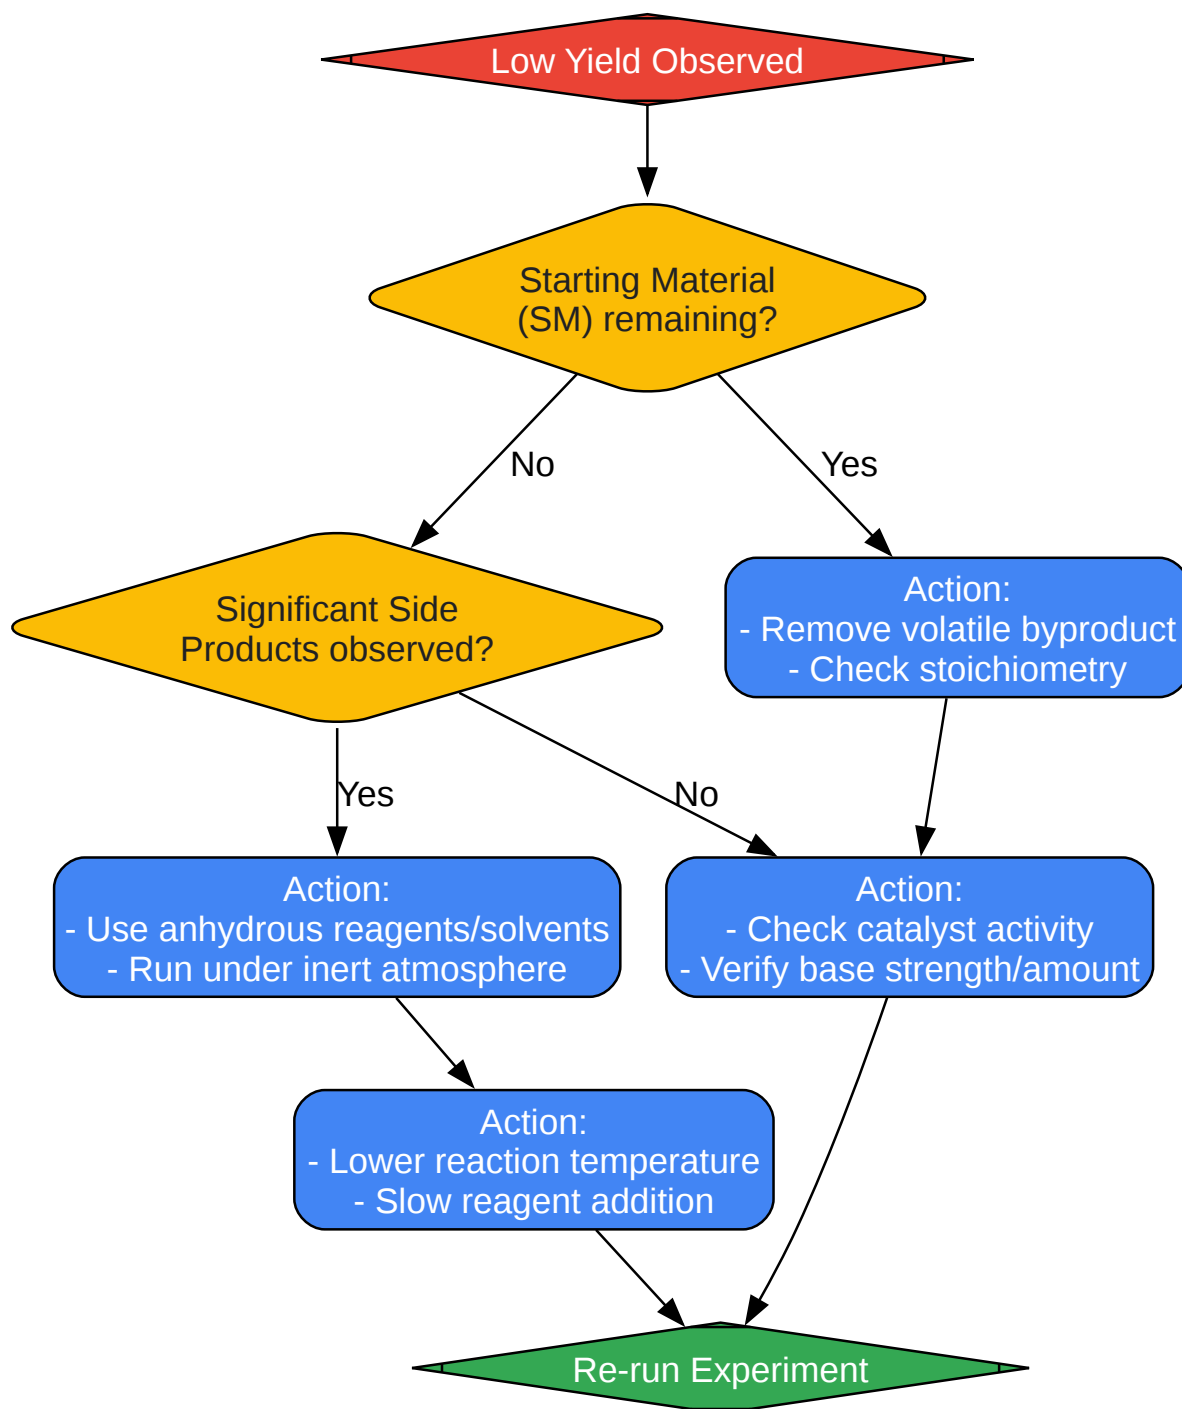 Low Yield Observed
Starting Material
(SM) remaining?
No
Yes
Significant Side
Products observed?
Action:
- Remove volatile byproduct
- Check stoichiometry
Yes
No
Action:
- Use anhydrous reagents/solvents
- Run under inert atmosphere
Action:
- Check catalyst activity
- Verify base strength/amount
Action:
- Lower reaction temperature
- Slow reagent addition
Re-run Experiment